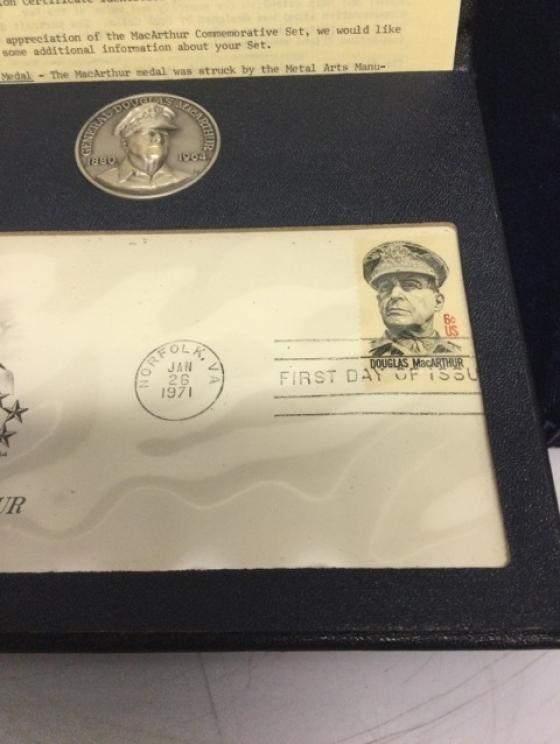 on Certificate
appreciation of the MacArthur Commemorative Set, we would like
some additional information about your Set.
Medal - The MacArthur medal was struck by the Metal Arts Manu-
GENERAL DOUGLAS MACARTHUR
1880 1964
6c
US
DOUGLAS MacARTHUR
NORFOLK, VA
JAN
26
1971
FIRST DAY OF ISSU
UR